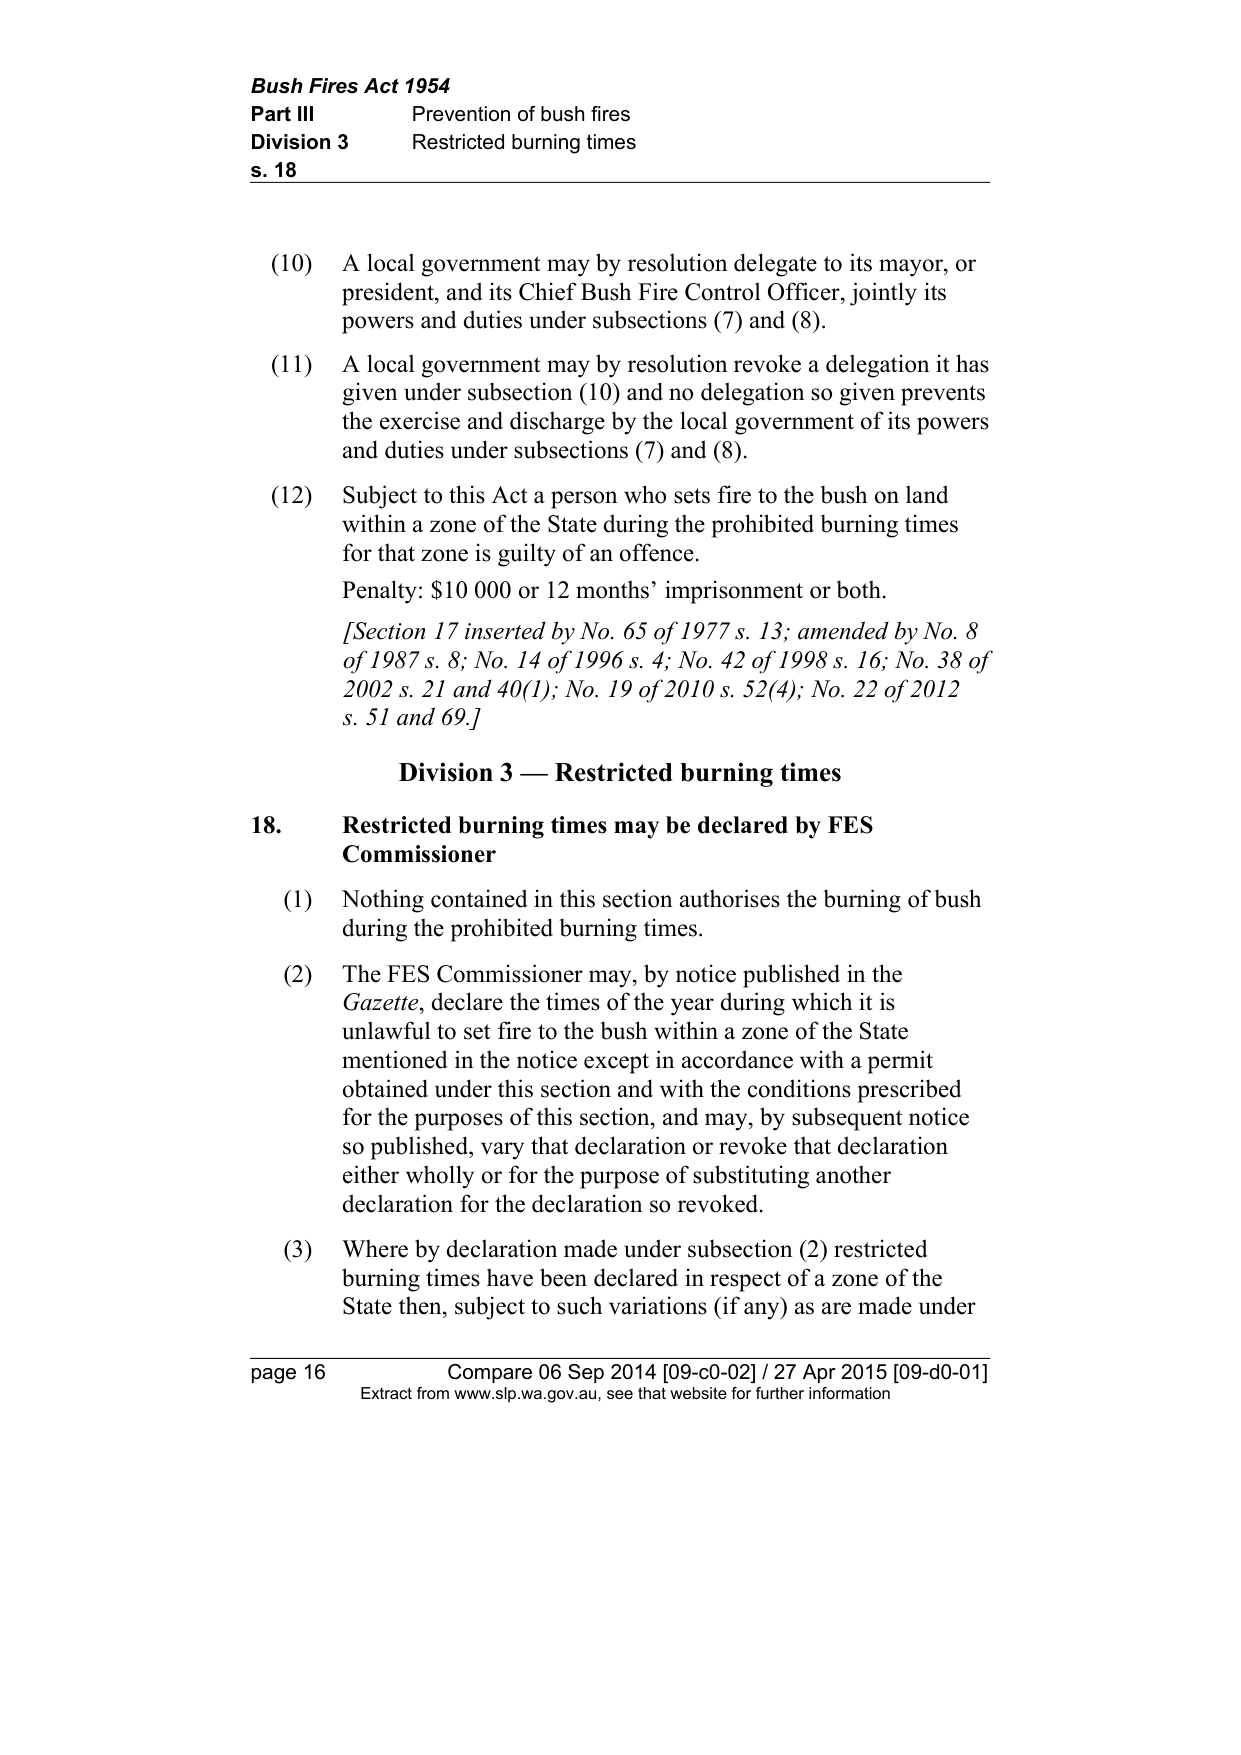 Bush Fires Act 1954
Part III Prevention of bush fires
Division 3 Restricted burning times
s. 18
(10) A local government may by resolution delegate to its mayor, or
president, and its Chief Bush Fire Control Officer, jointly its
powers and duties under subsections (7) and (8).
(11) A local government may by resolution revoke a delegation it has
given under subsection (10) and no delegation so given prevents
the exercise and discharge by the local government of its powers
and duties under subsections (7) and (8).
(12) Subject to this Act a person who sets fire to the bush on land
within a zone of the State during the prohibited burning times
for that zone is guilty of an offence.
Penalty: $10 000 or 12 months’ imprisonment or both.
[Section 17 inserted by No. 65 of 1977 s. 13; amended by No. 8
of 1987 s. 8; No. 14 of 1996 s. 4; No. 42 of 1998 s. 16; No. 38 of
2002 s. 21 and 40(1); No. 19 of 2010 s. 52(4); No. 22 of 2012
s. 51 and 69.]
Division 3 — Restricted burning times
18. Restricted burning times may be declared by FES
Commissioner
(1) Nothing contained in this section authorises the burning of bush
during the prohibited burning times.
(2) The FES Commissioner may, by notice published in the
Gazette, declare the times of the year during which it is
unlawful to set fire to the bush within a zone of the State
mentioned in the notice except in accordance with a permit
obtained under this section and with the conditions prescribed
for the purposes of this section, and may, by subsequent notice
so published, vary that declaration or revoke that declaration
either wholly or for the purpose of substituting another
declaration for the declaration so revoked.
(3) Where by declaration made under subsection (2) restricted
burning times have been declared in respect of a zone of the
State then, subject to such variations (if any) as are made under
page 16 Compare 06 Sep 2014 [09-c0-02] / 27 Apr 2015 [09-d0-01]
Extract from www.slp.wa.gov.au, see that website for further information